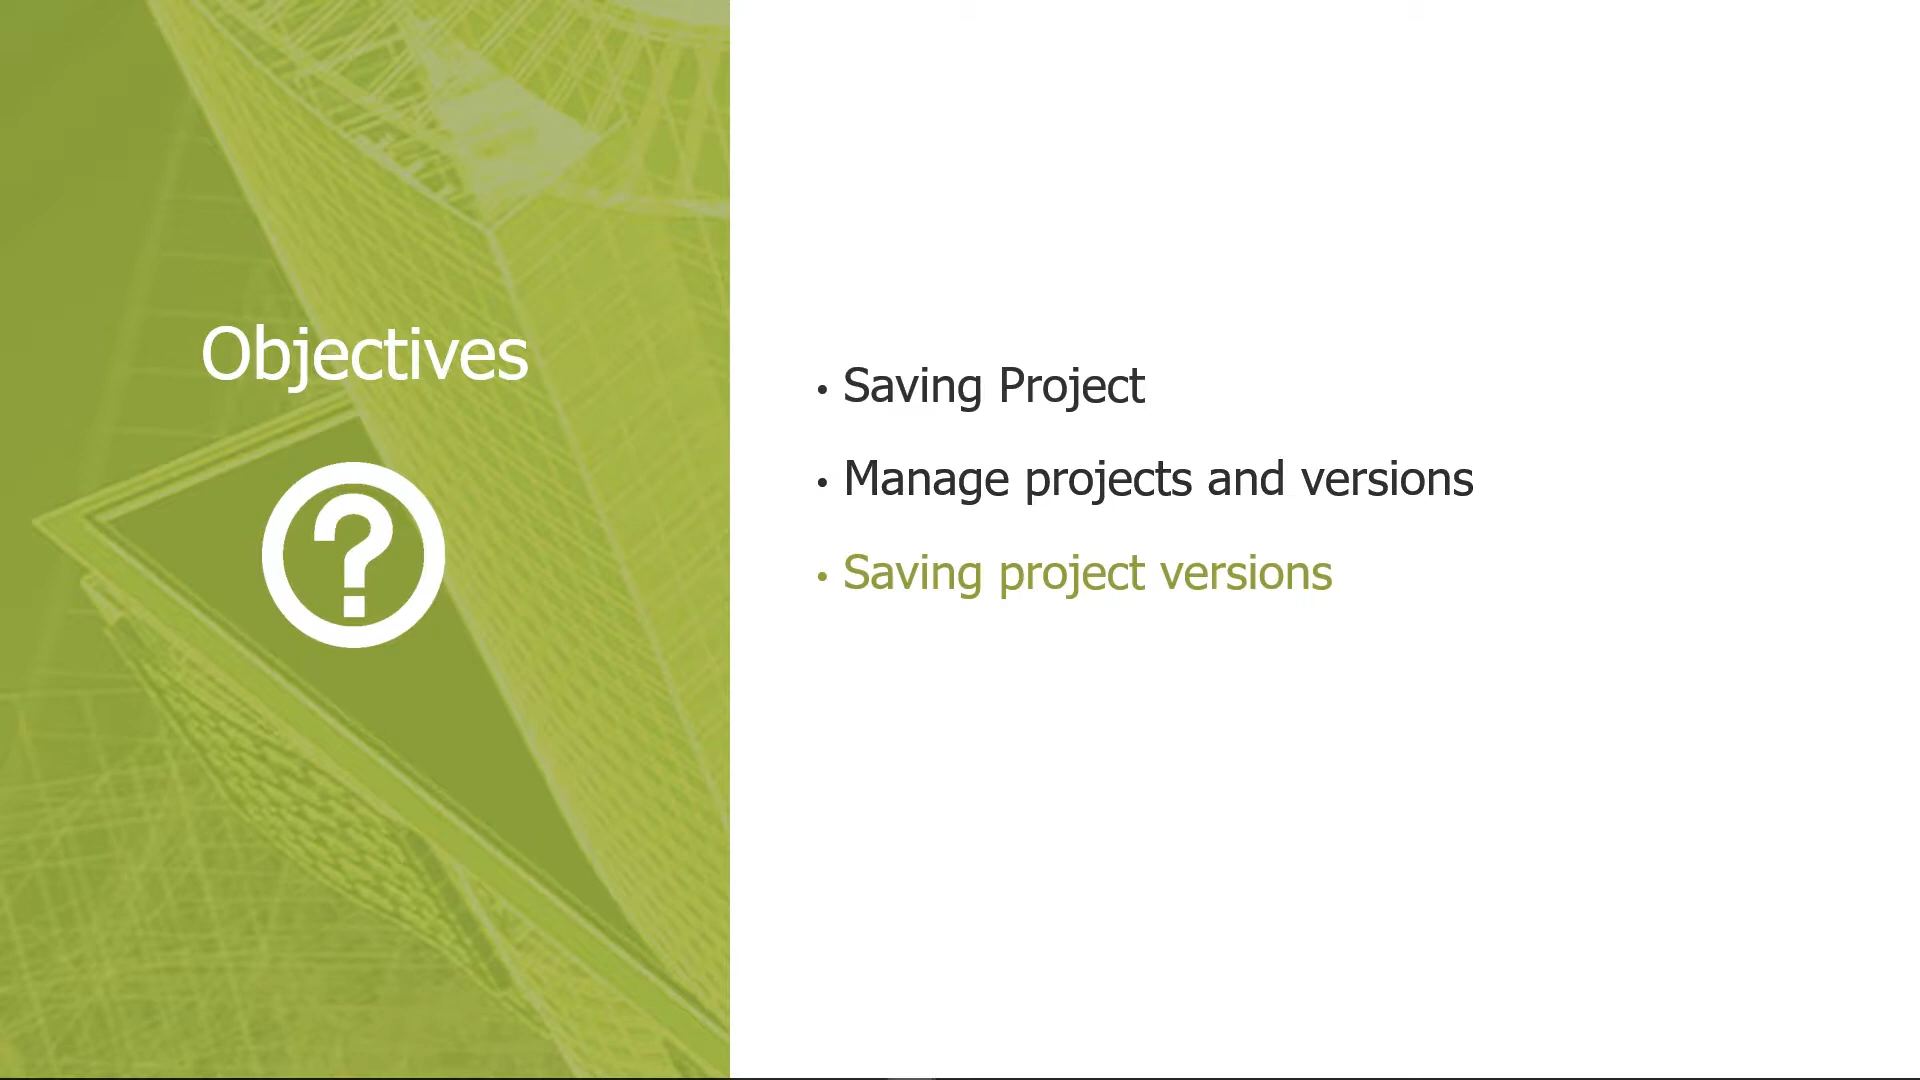 Objectives
• Saving Project
• Manage projects and versions
• Saving project versions